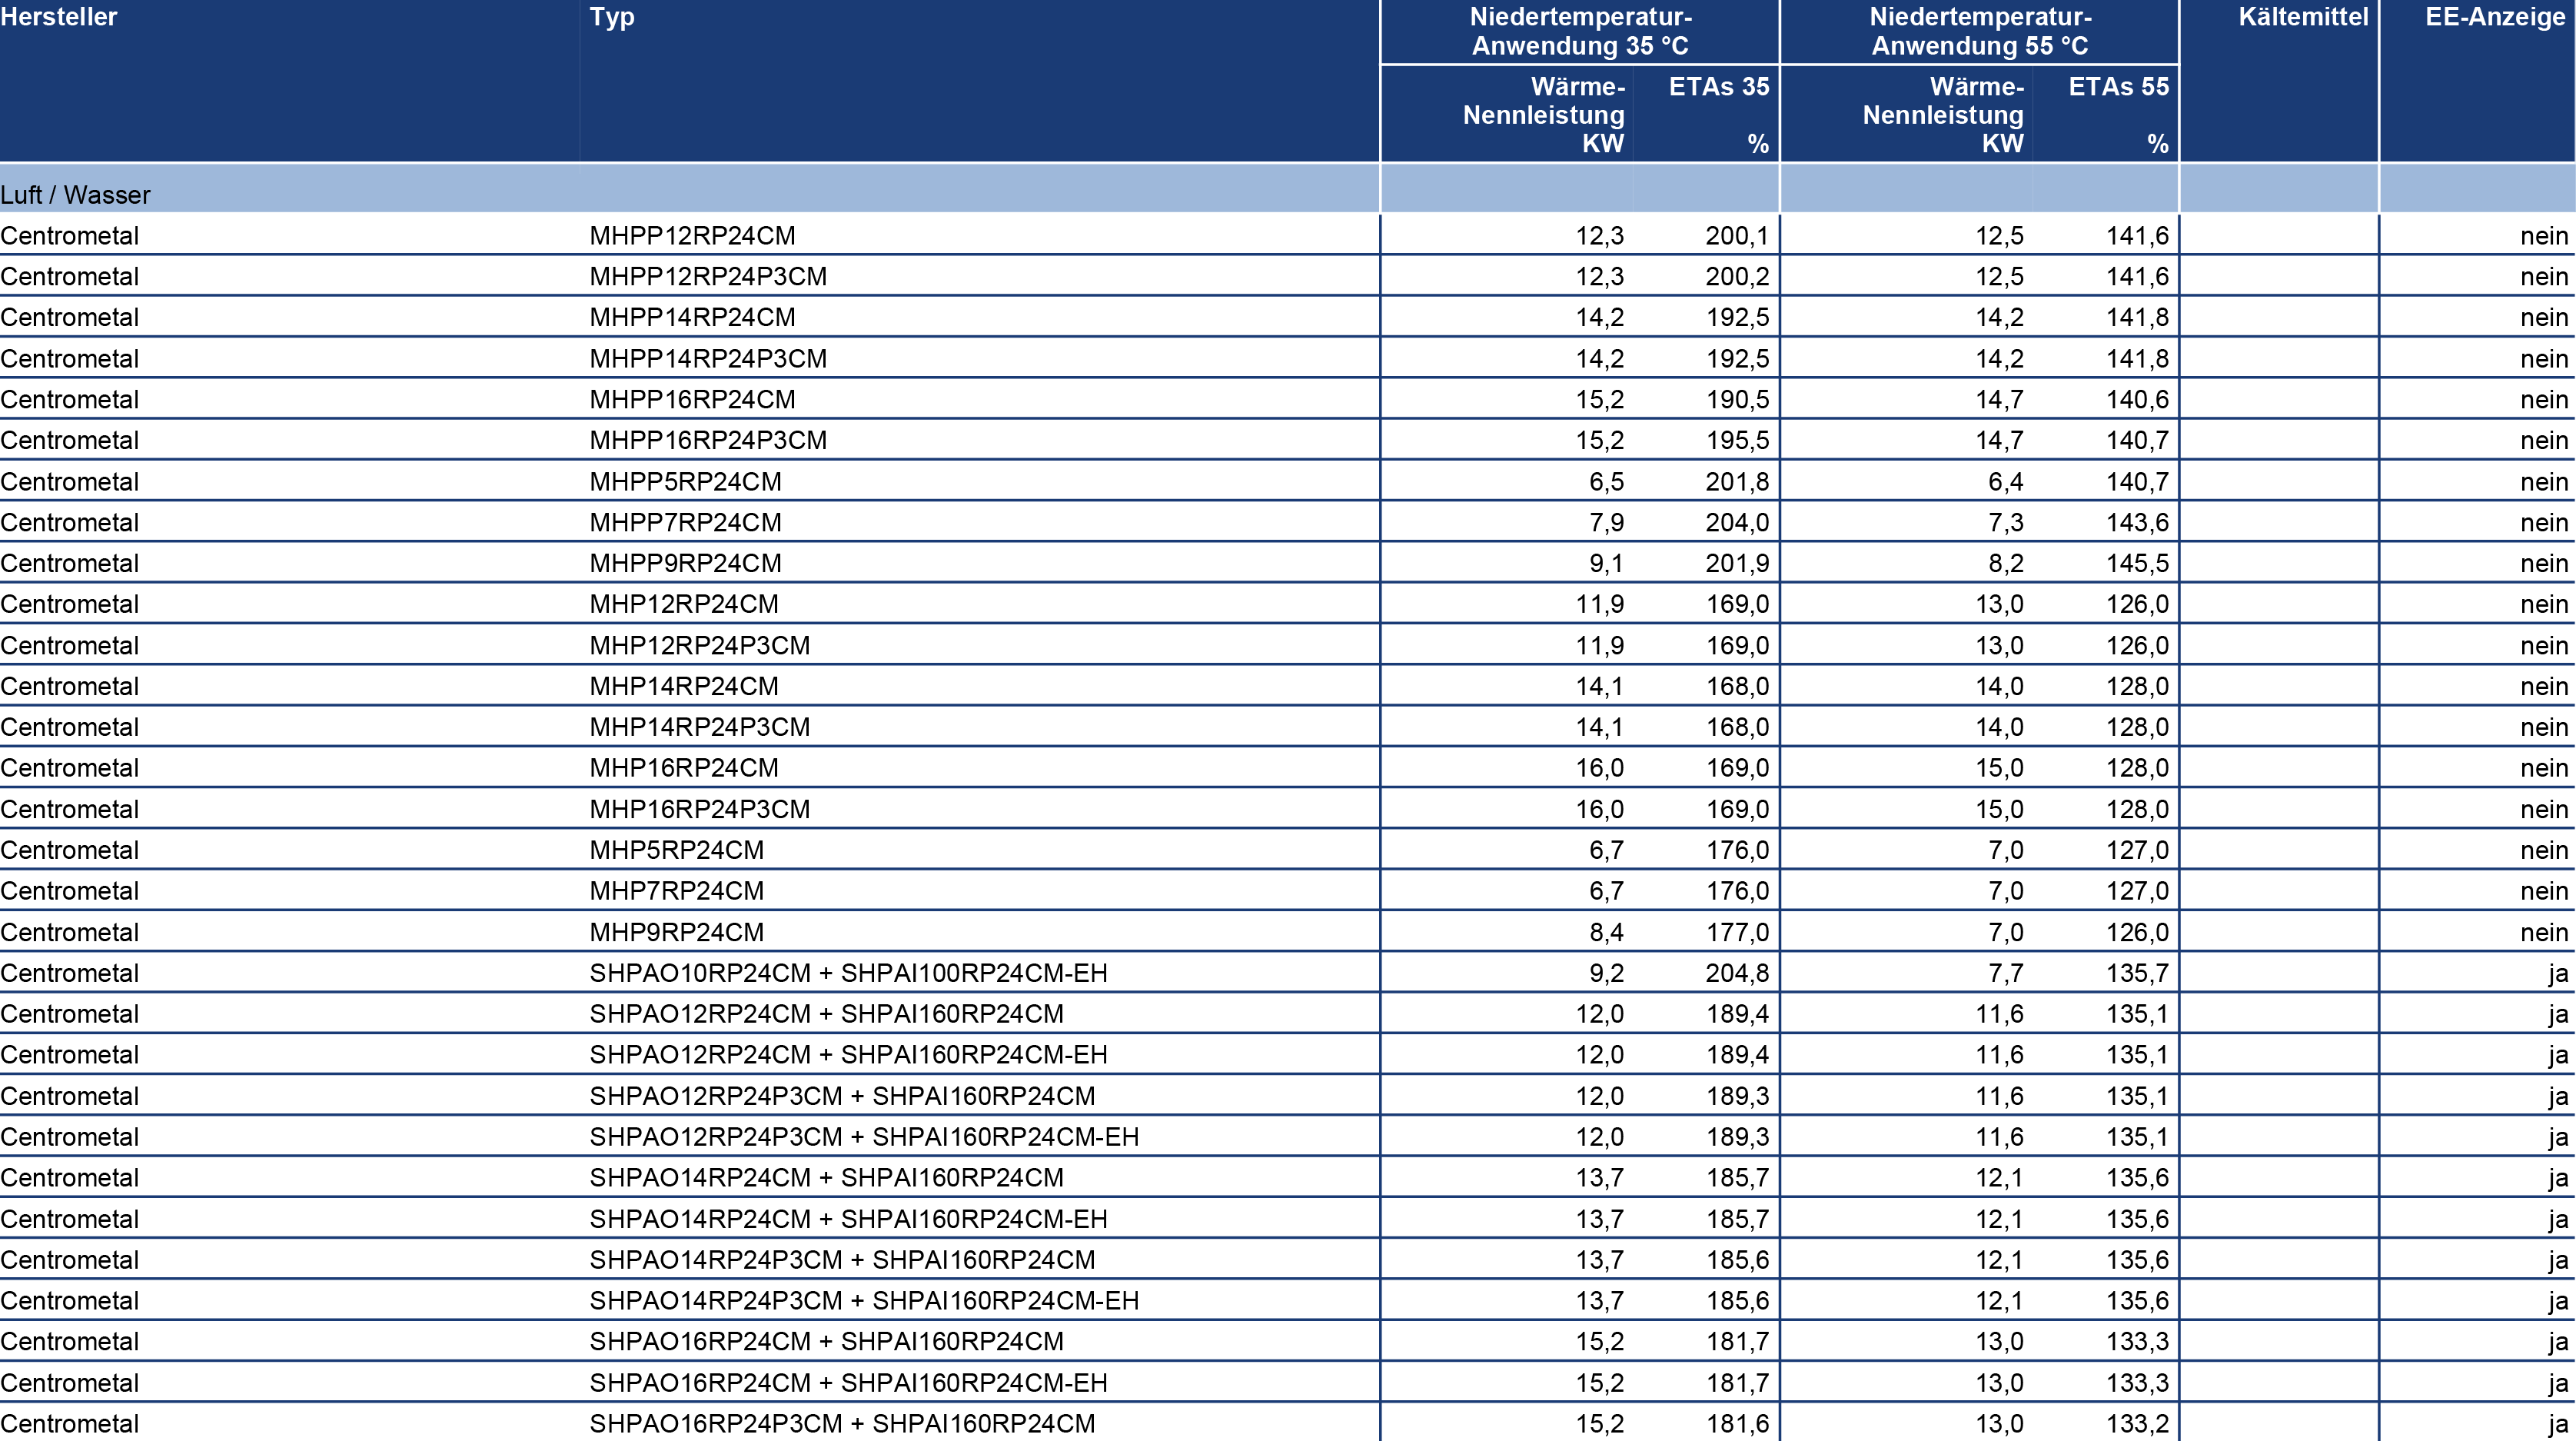 Hersteller Typ Niedertemperatur- Niedertemperatur- Kältemittel EE-Anzeige
Anwendung 35 °C Anwendung 55 °C
Wärme- ETAs 35 Wärme- ETAs 55
Nennleistung Nennleistung
KW % KW %
Luft / Wasser
Centrometal MHPP12RP24CM 12,3 200,1 12,5 141,6 nein
Centrometal MHPP12RP24P3CM 12,3 200,2 12,5 141,6 nein
Centrometal MHPP14RP24CM 14,2 192,5 14,2 141,8 nein
Centrometal MHPP14RP24P3CM 14,2 192,5 14,2 141,8 nein
Centrometal MHPP16RP24CM 15,2 190,5 14,7 140,6 nein
Centrometal MHPP16RP24P3CM 15,2 195,5 14,7 140,7 nein
Centrometal MHPP5RP24CM 6,5 201,8 6,4 140,7 nein
Centrometal MHPP7RP24CM 7,9 204,0 7,3 143,6 nein
Centrometal MHPP9RP24CM 9,1 201,9 8,2 145,5 nein
Centrometal MHP12RP24CM 11,9 169,0 13,0 126,0 nein
Centrometal MHP12RP24P3CM 11,9 169,0 13,0 126,0 nein
Centrometal MHP14RP24CM 14,1 168,0 14,0 128,0 nein
Centrometal MHP14RP24P3CM 14,1 168,0 14,0 128,0 nein
Centrometal MHP16RP24CM 16,0 169,0 15,0 128,0 nein
Centrometal MHP16RP24P3CM 16,0 169,0 15,0 128,0 nein
Centrometal MHP5RP24CM 6,7 176,0 7,0 127,0 nein
Centrometal MHP7RP24CM 6,7 176,0 7,0 127,0 nein
Centrometal MHP9RP24CM 8,4 177,0 7,0 126,0 nein
Centrometal SHPAO10RP24CM + SHPAI100RP24CM-EH 9,2 204,8 7,7 135,7 ja
Centrometal SHPAO12RP24CM + SHPAI160RP24CM 12,0 189,4 11,6 135,1 ja
Centrometal SHPAO12RP24CM + SHPAI160RP24CM-EH 12,0 189,4 11,6 135,1 ja
Centrometal SHPAO12RP24P3CM + SHPAI160RP24CM 12,0 189,3 11,6 135,1 ja
Centrometal SHPAO12RP24P3CM + SHPAI160RP24CM-EH 12,0 189,3 11,6 135,1 ja
Centrometal SHPAO14RP24CM + SHPAI160RP24CM 13,7 185,7 12,1 135,6 ja
Centrometal SHPAO14RP24CM + SHPAI160RP24CM-EH 13,7 185,7 12,1 135,6 ja
Centrometal SHPAO14RP24P3CM + SHPAI160RP24CM 13,7 185,6 12,1 135,6 ja
Centrometal SHPAO14RP24P3CM + SHPAI160RP24CM-EH 13,7 185,6 12,1 135,6 ja
Centrometal SHPAO16RP24CM + SHPAI160RP24CM 15,2 181,7 13,0 133,3 ja
Centrometal SHPAO16RP24CM + SHPAI160RP24CM-EH 15,2 181,7 13,0 133,3 ja
Centrometal SHPAO16RP24P3CM + SHPAI160RP24CM 15,2 181,6 13,0 133,2 ja